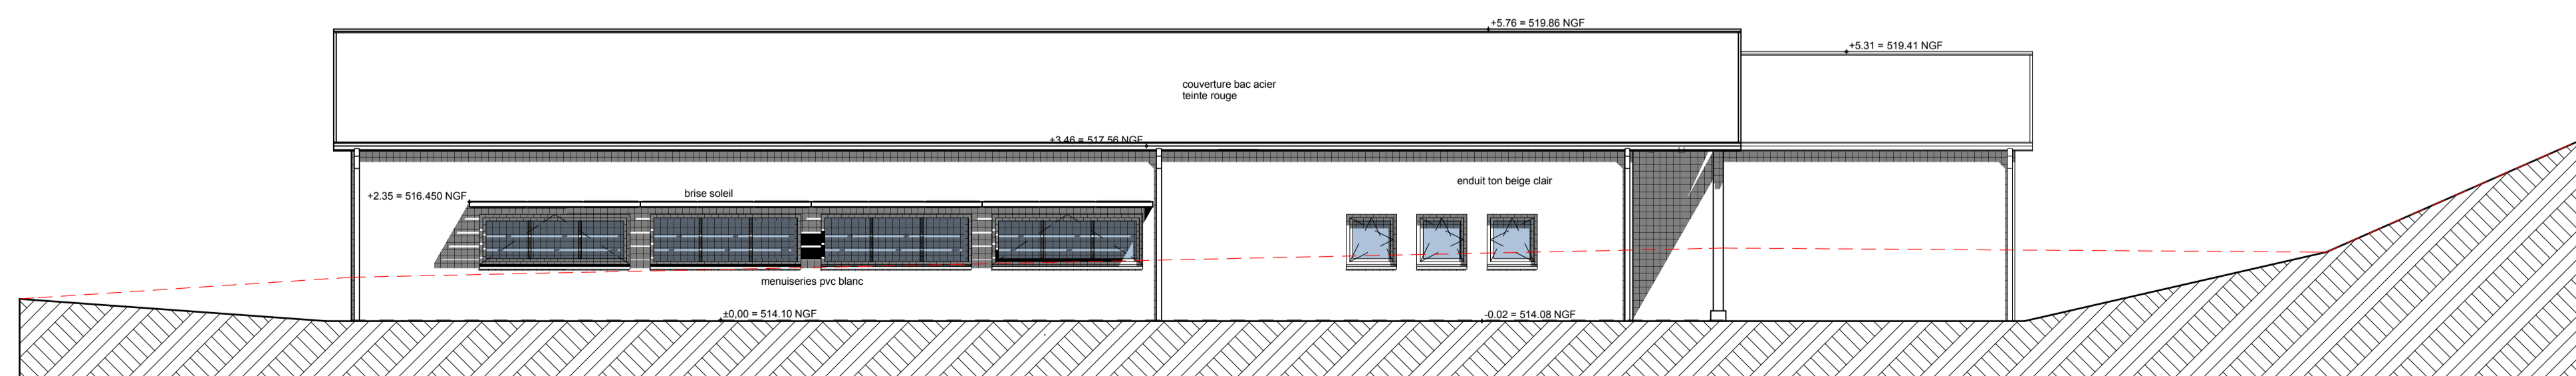 +5.76 = 519.86 NGF
+5.31 = 519.41 NGF
couverture bac acier
teinte rouge
+3.46 = 517.56 NGF
enduit ton beige clair
brise soleil
+2.35 = 516.450 NGF
menuiseries pvc blanc
±0,00 = 514.10 NGF
-0.02 = 514.08 NGF